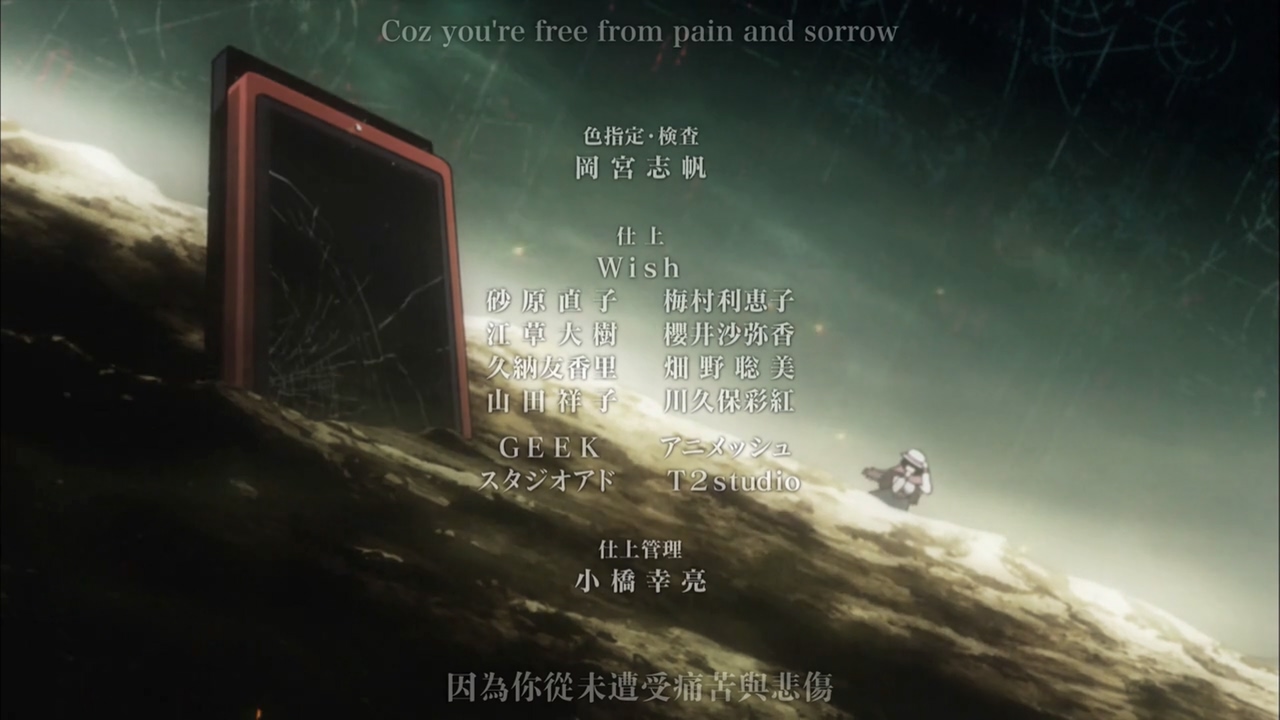 Coz you're free from pain and sorrow
色指定・検査
岡宮志帆
仕上
Wish
砂原直子 梅村利恵子
江草大樹 櫻井沙弥香
久納友香里 畑野聡美
山田祥子 川久保彩紅
GEEK アニメッシュ
スタジオアド T2studio
仕上管理
小橋幸亮
因為你從未遭受痛苦與悲傷